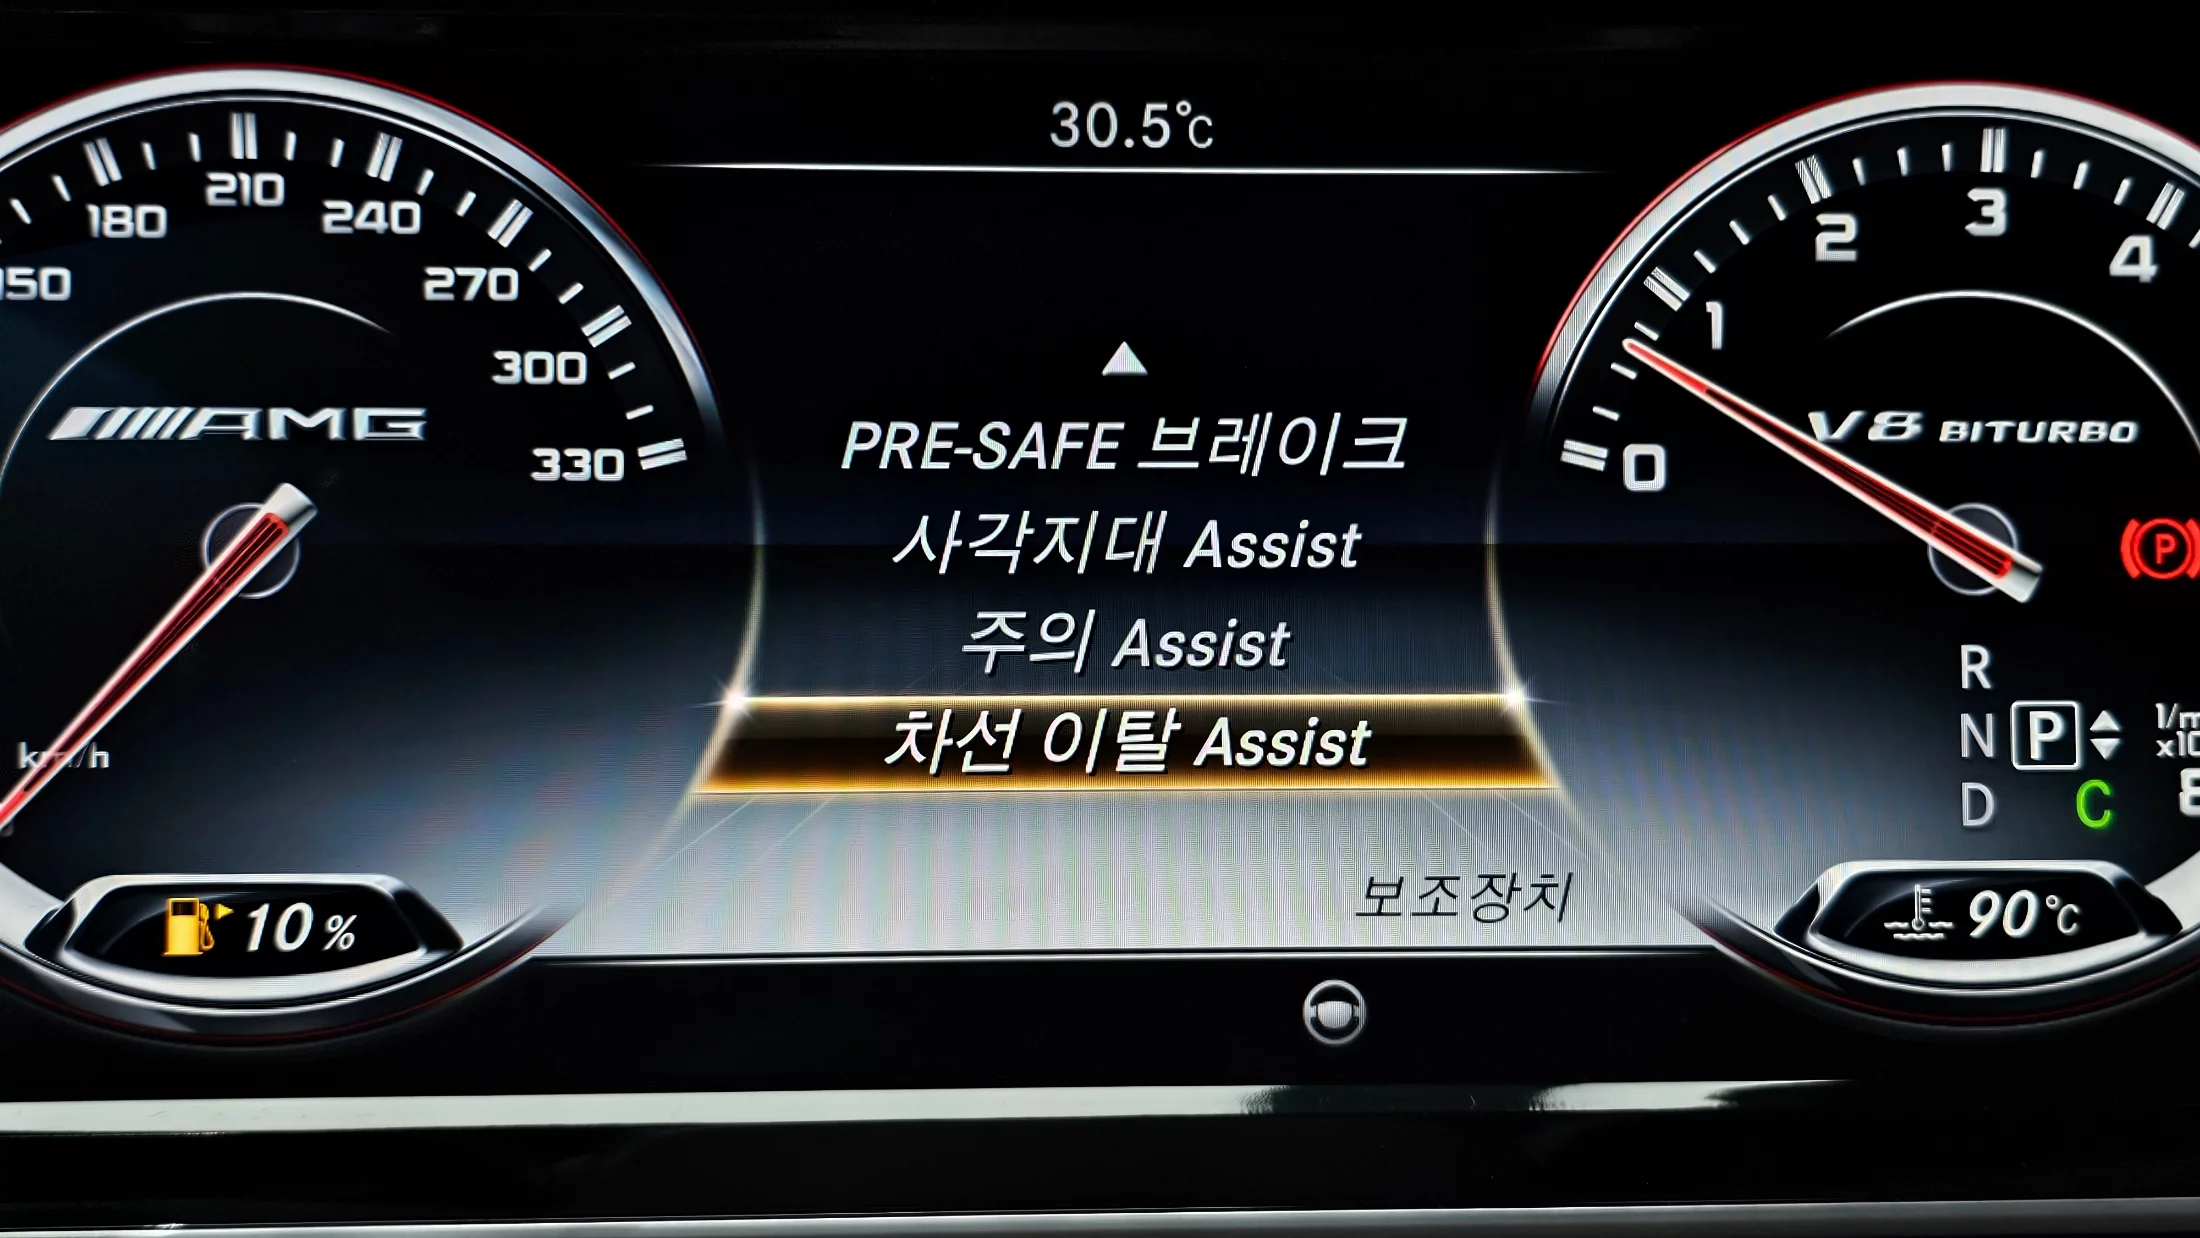 30.5℃
150
180
210
240
270
300
330
AMG
km/h
10 %
PRE-SAFE 브레이크
사각지대 Assist
주의 Assist
차선 이탈 Assist
보조장치
0
1
2
3
4
V8 BITURBO
P
R
N P
D C
90℃